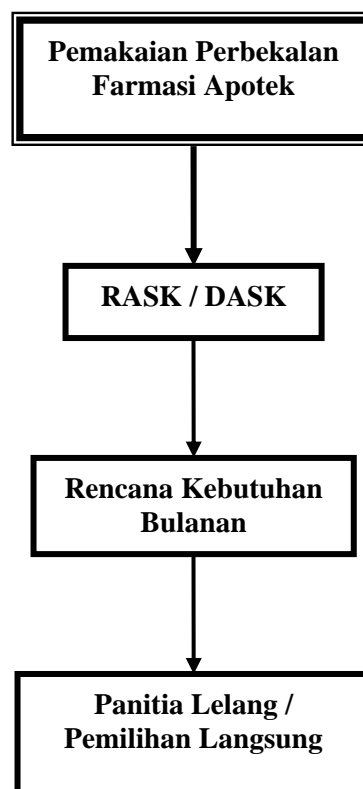 Pemakaian Perbekalan
Farmasi Apotek
RASK / DASK
Rencana Kebutuhan
Bulanan
Panitia Lelang /
Pemilihan Langsung